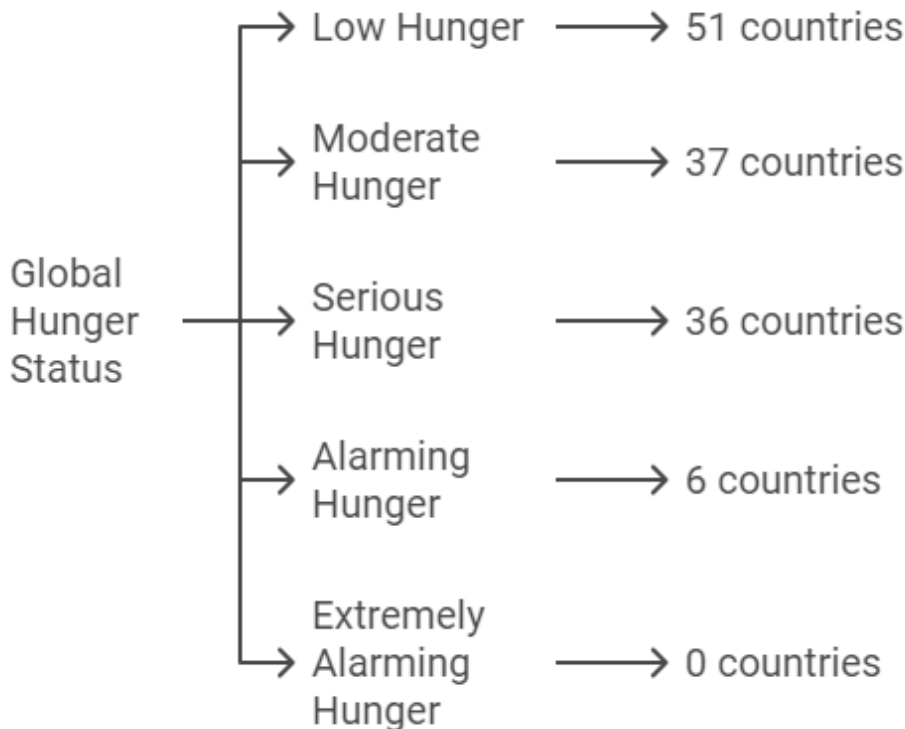 Global
Hunger
Status
Low Hunger
51 countries
Moderate
Hunger
37 countries
Serious
Hunger
36 countries
Alarming
Hunger
6 countries
Extremely
Alarming
Hunger
0 countries